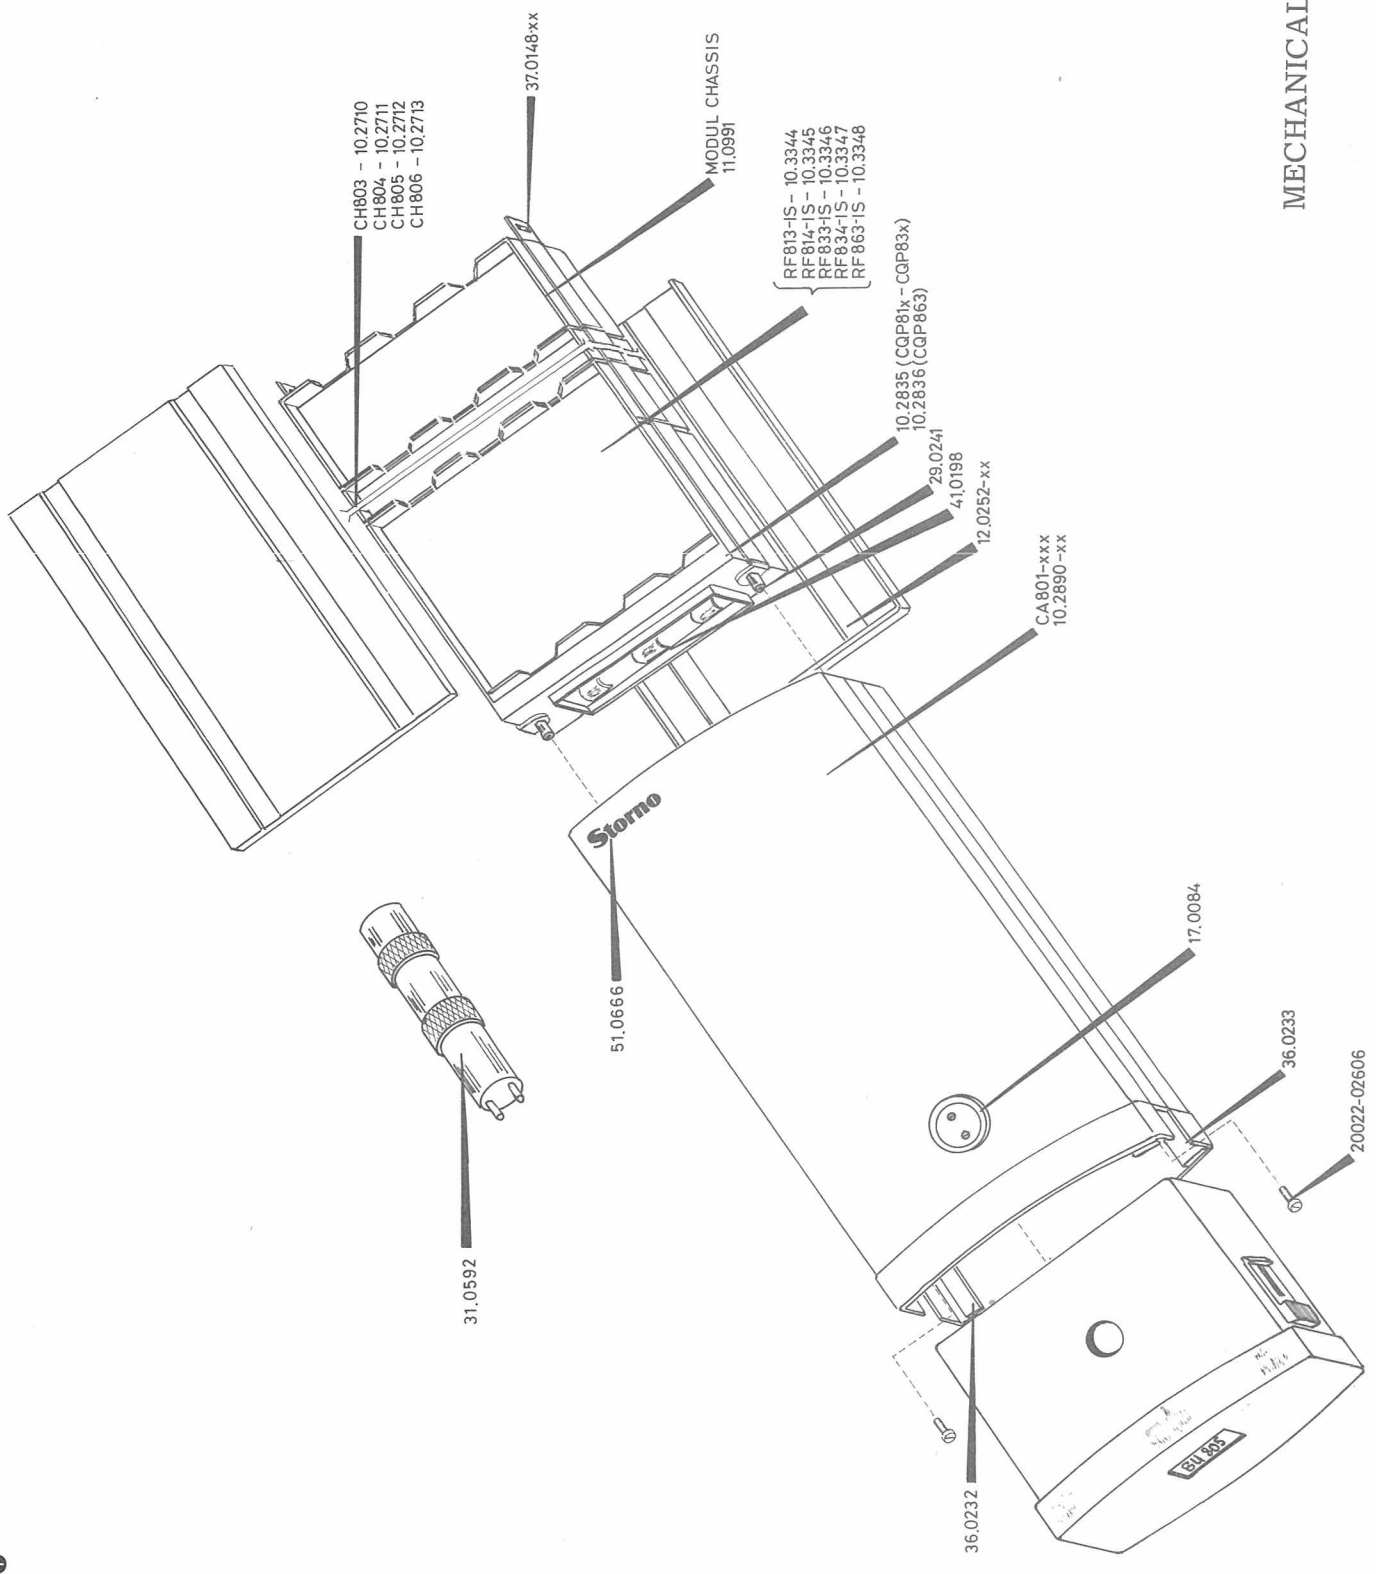 CH803 - 10.2710
CH804 - 10.2711
CH805 - 10.2712
CH806 - 10.2713
37.0148-xx
MODUL CHASSIS
11.0991
RF813-IS - 10.3344
RF814-IS - 10.3345
RF833-IS - 10.3346
RF834-IS - 10.3347
RF863-IS - 10.3348
10.2835 (CQP81x - CQP83x)
10.2836 (CQP863)
29.0241
41.0198
12.0252-xx
CA801-xxx
10.2890-xx
Storno
51.0666
31.0592
17.0084
36.0233
20022-02606
36.0232
BU 805
MECHANICAL